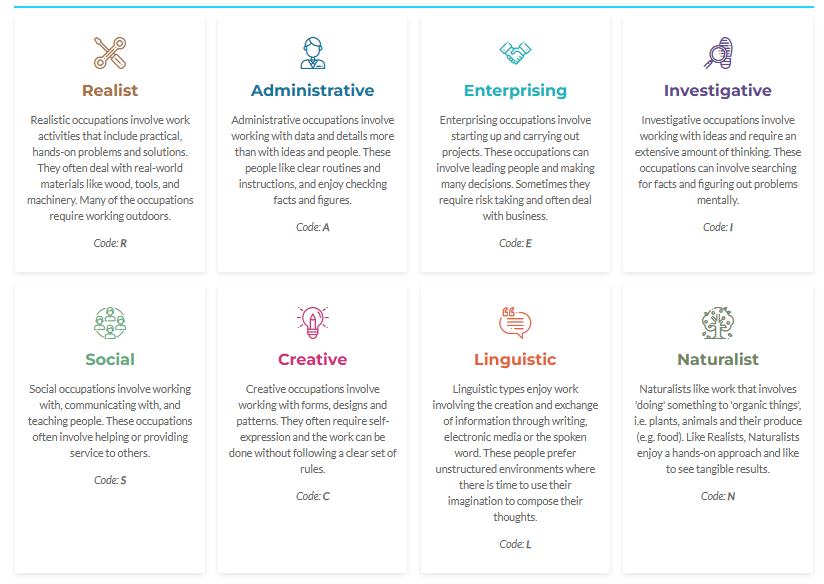 Realist
Realistic occupations involve work
activities that include practical,
hands-on problems and solutions.
They often deal with real-world
materials like wood, tools, and
machinery. Many of the occupations
require working outdoors.
Code: R
Administrative
Administrative occupations involve
working with data and details more
than with ideas and people. These
people like clear routines and
instructions, and enjoy checking
facts and figures.
Code: A
Enterprising
Enterprising occupations involve
starting up and carrying out
projects. These occupations can
involve leading people and making
many decisions. Sometimes they
require risk taking and often deal
with business.
Code: E
Investigative
Investigative occupations involve
working with ideas and require an
extensive amount of thinking. These
occupations can involve searching
for facts and figuring out problems
mentally.
Code: I
Social
Social occupations involve working
with, communicating with, and
teaching people. These occupations
often involve helping or providing
service to others.
Code: S
Creative
Creative occupations involve
working with forms, designs and
patterns. They often require self-
expression and the work can be
done without following a clear set of
rules.
Code: C
Linguistic
Linguistic types enjoy work
involving the creation and exchange
of information through writing,
electronic media or the spoken
word. These people prefer
unstructured environments where
there is time to use their
imagination to compose their
thoughts.
Code: L
Naturalist
Naturalists like work that involves
'doing' something to 'organic things',
i.e. plants, animals and their produce
(e.g. food). Like Realists, Naturalists
enjoy a hands-on approach and like
to see tangible results.
Code: N